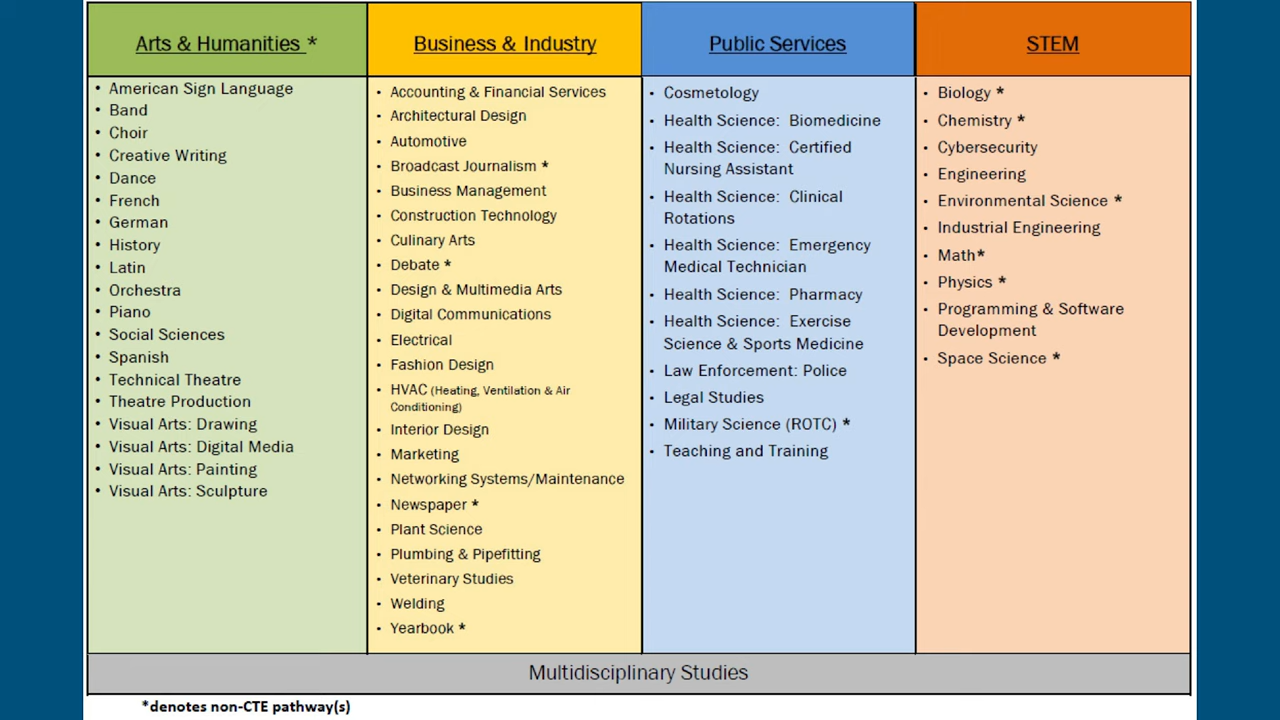 Arts & Humanities *
American Sign Language
Band
Choir
Creative Writing
Dance
French
German
History
Latin
Orchestra
Piano
Social Sciences
Spanish
Technical Theatre
Theatre Production
Visual Arts: Drawing
Visual Arts: Digital Media
Visual Arts: Painting
Visual Arts: Sculpture
Business & Industry
Accounting & Financial Services
Architectural Design
Automotive
Broadcast Journalism *
Business Management
Construction Technology
Culinary Arts
Debate *
Design & Multimedia Arts
Digital Communications
Electrical
Fashion Design
HVAC (Heating, Ventilation & Air
Conditioning)
Interior Design
Marketing
Networking Systems/Maintenance
Newspaper *
Plant Science
Plumbing & Pipefitting
Veterinary Studies
Welding
Yearbook *
Public Services
Cosmetology
Health Science: Biomedicine
Health Science: Certified
Nursing Assistant
Health Science: Clinical
Rotations
Health Science: Emergency
Medical Technician
Health Science: Pharmacy
Health Science: Exercise
Science & Sports Medicine
Law Enforcement: Police
Legal Studies
Military Science (ROTC) *
Teaching and Training
STEM
Biology *
Chemistry *
Cybersecurity
Engineering
Environmental Science *
Industrial Engineering
Math*
Physics *
Programming & Software
Development
Space Science *
Multidisciplinary Studies
*denotes non-CTE pathway(s)